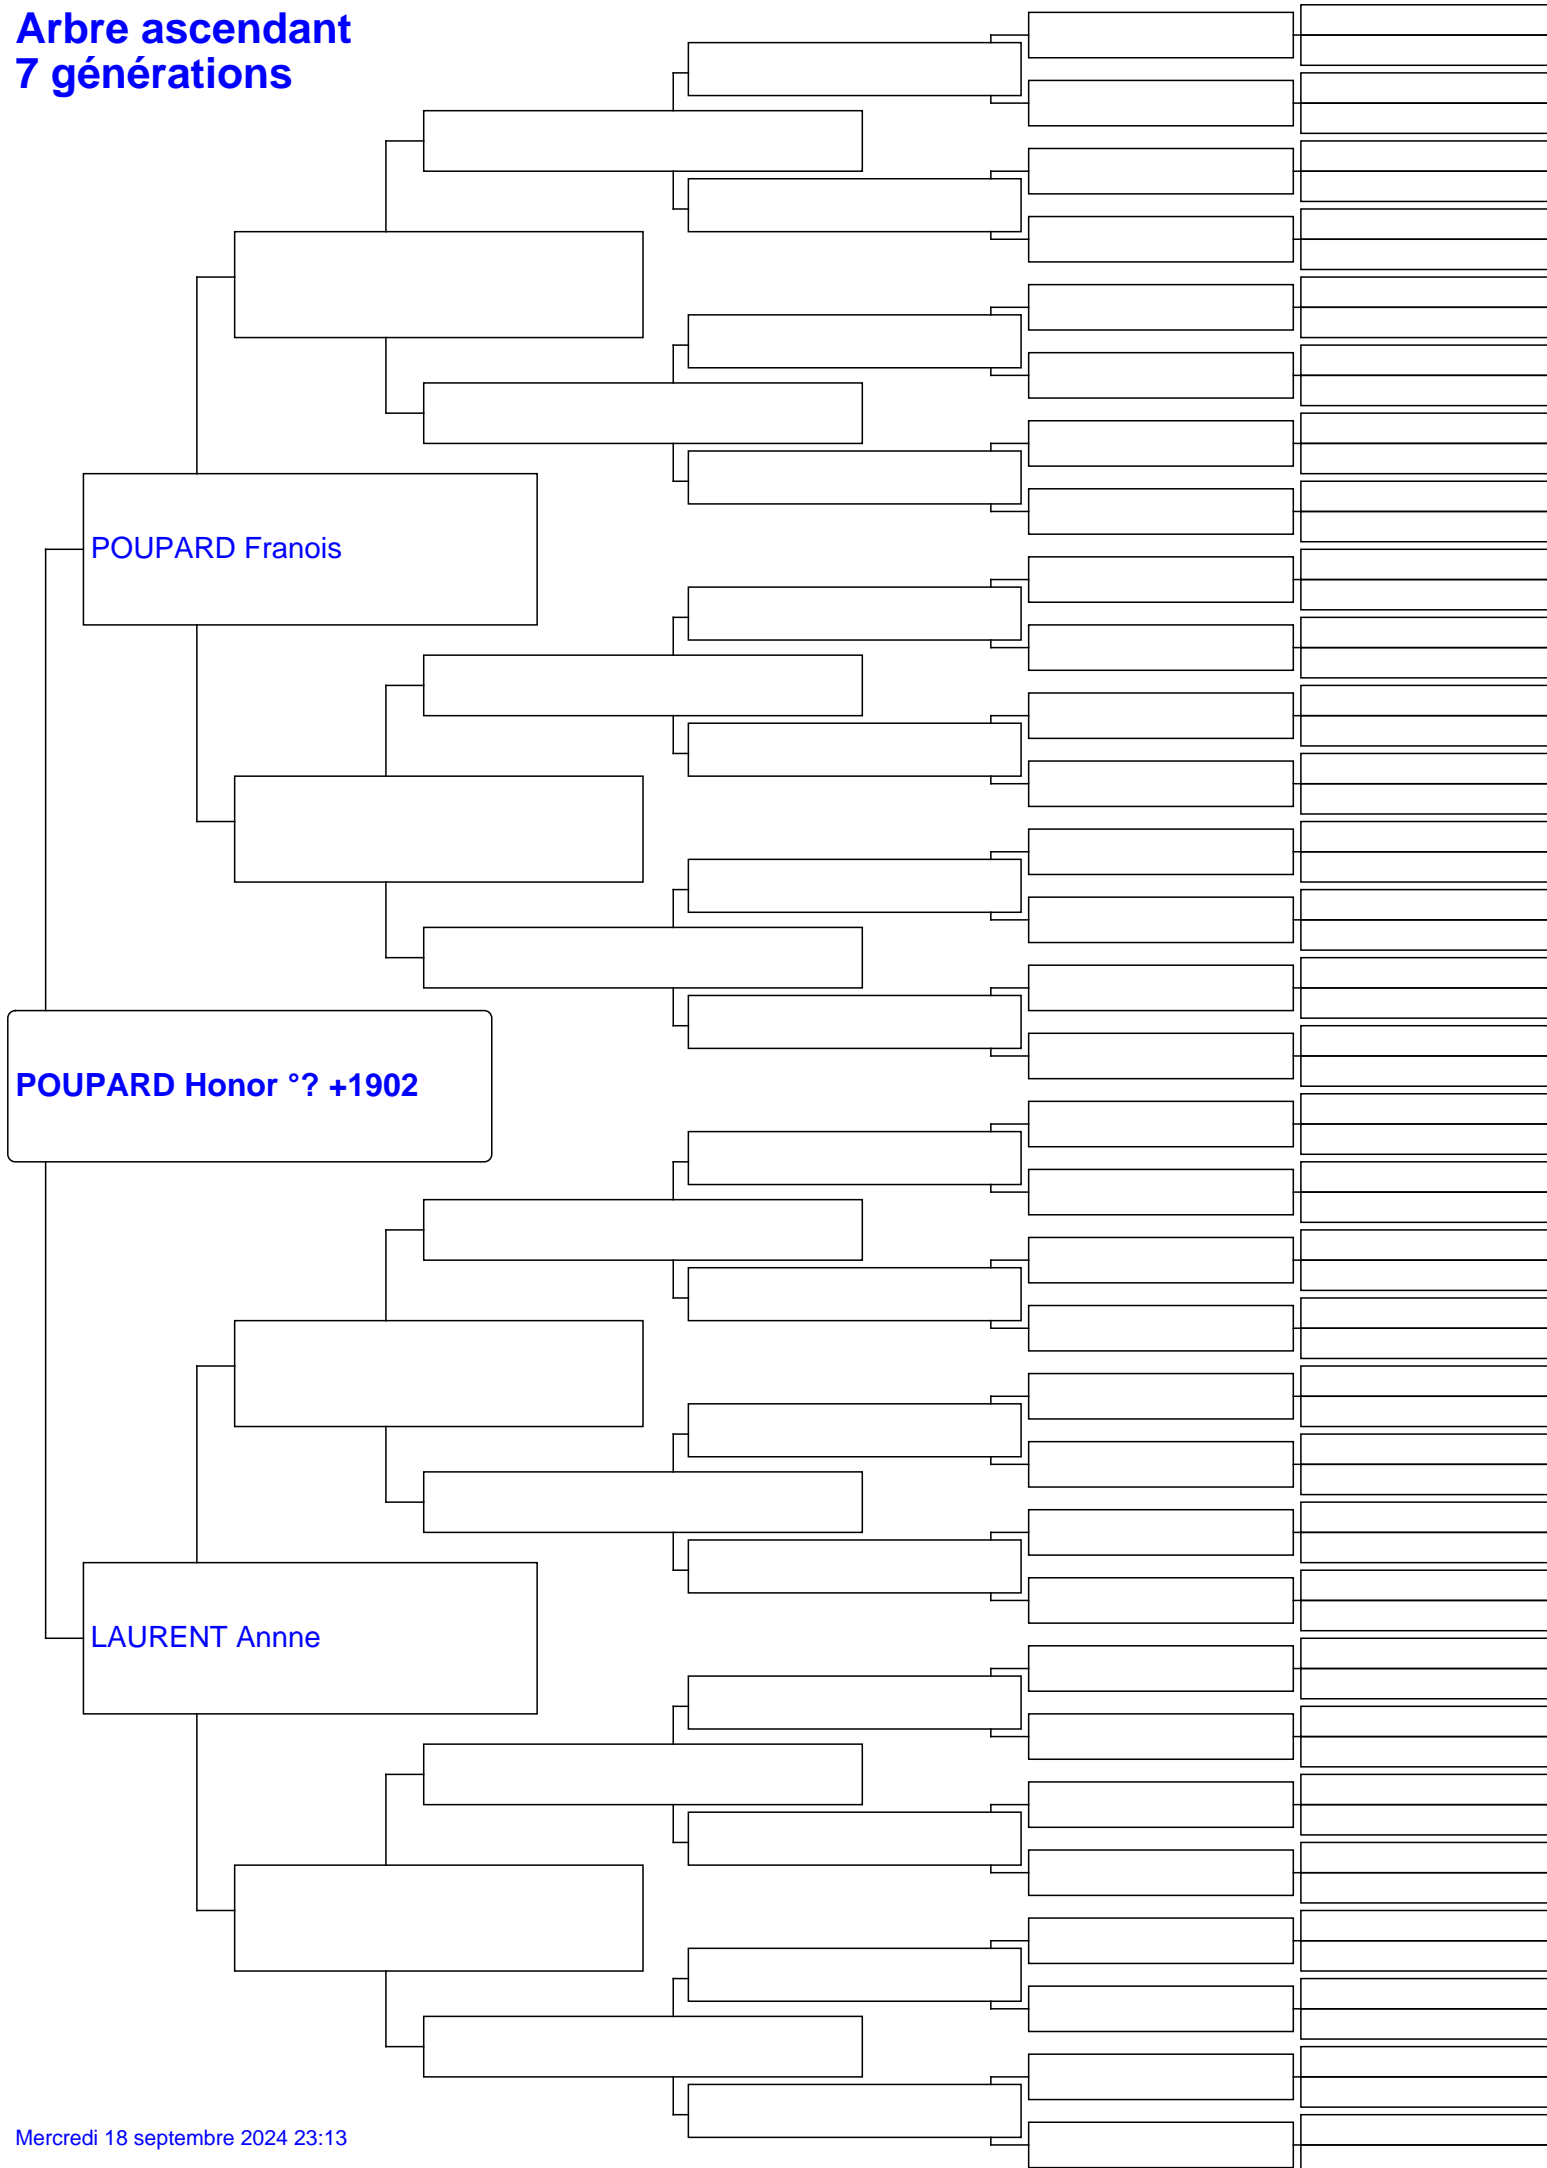 Arbre ascendant
7 générations
POUPARD Franois
POUPARD Honor °? +1902
LAURENT Annne
Mercredi 18 septembre 2024 23:13